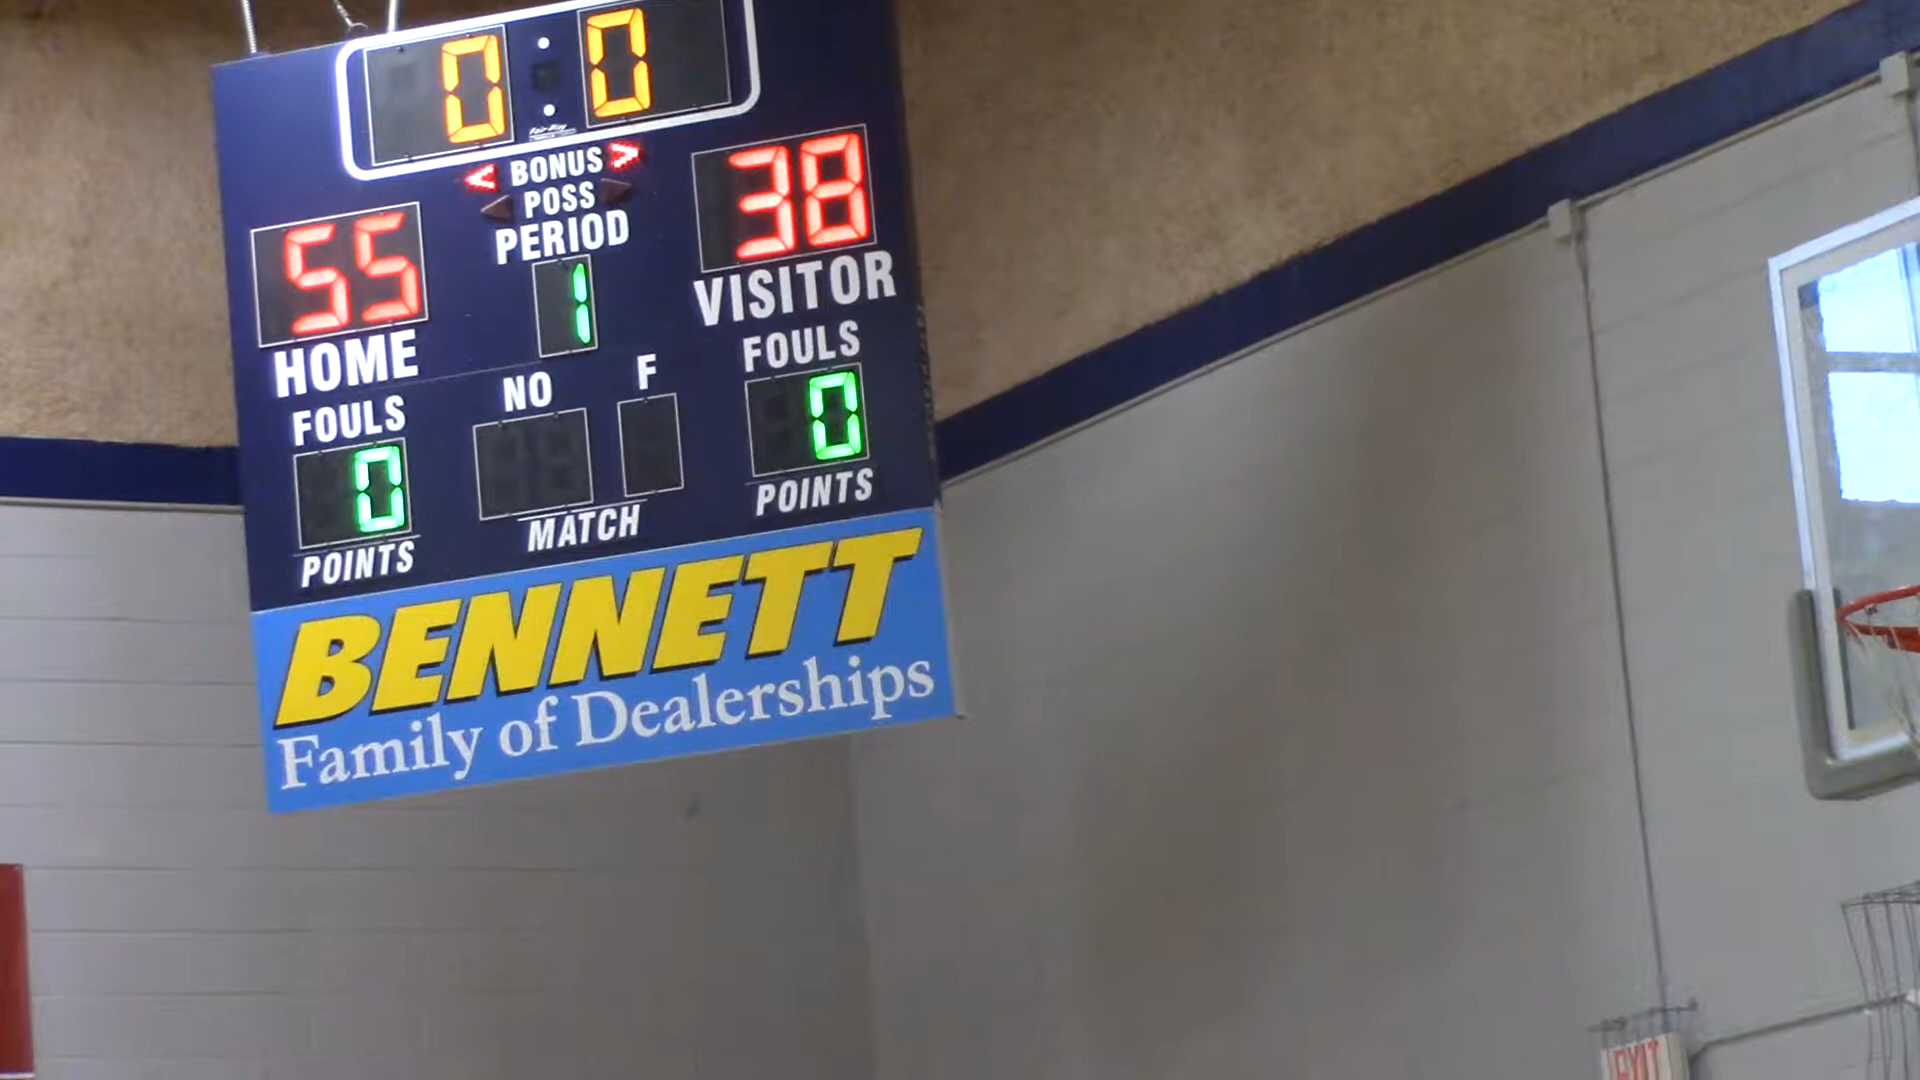 0 : 0
< BONUS >
POSS
PERIOD
55
1
38
HOME
VISITOR
FOULS
NO
F
FOULS
0
0
POINTS
MATCH
POINTS
BENNETT
Family of Dealerships
EXIT